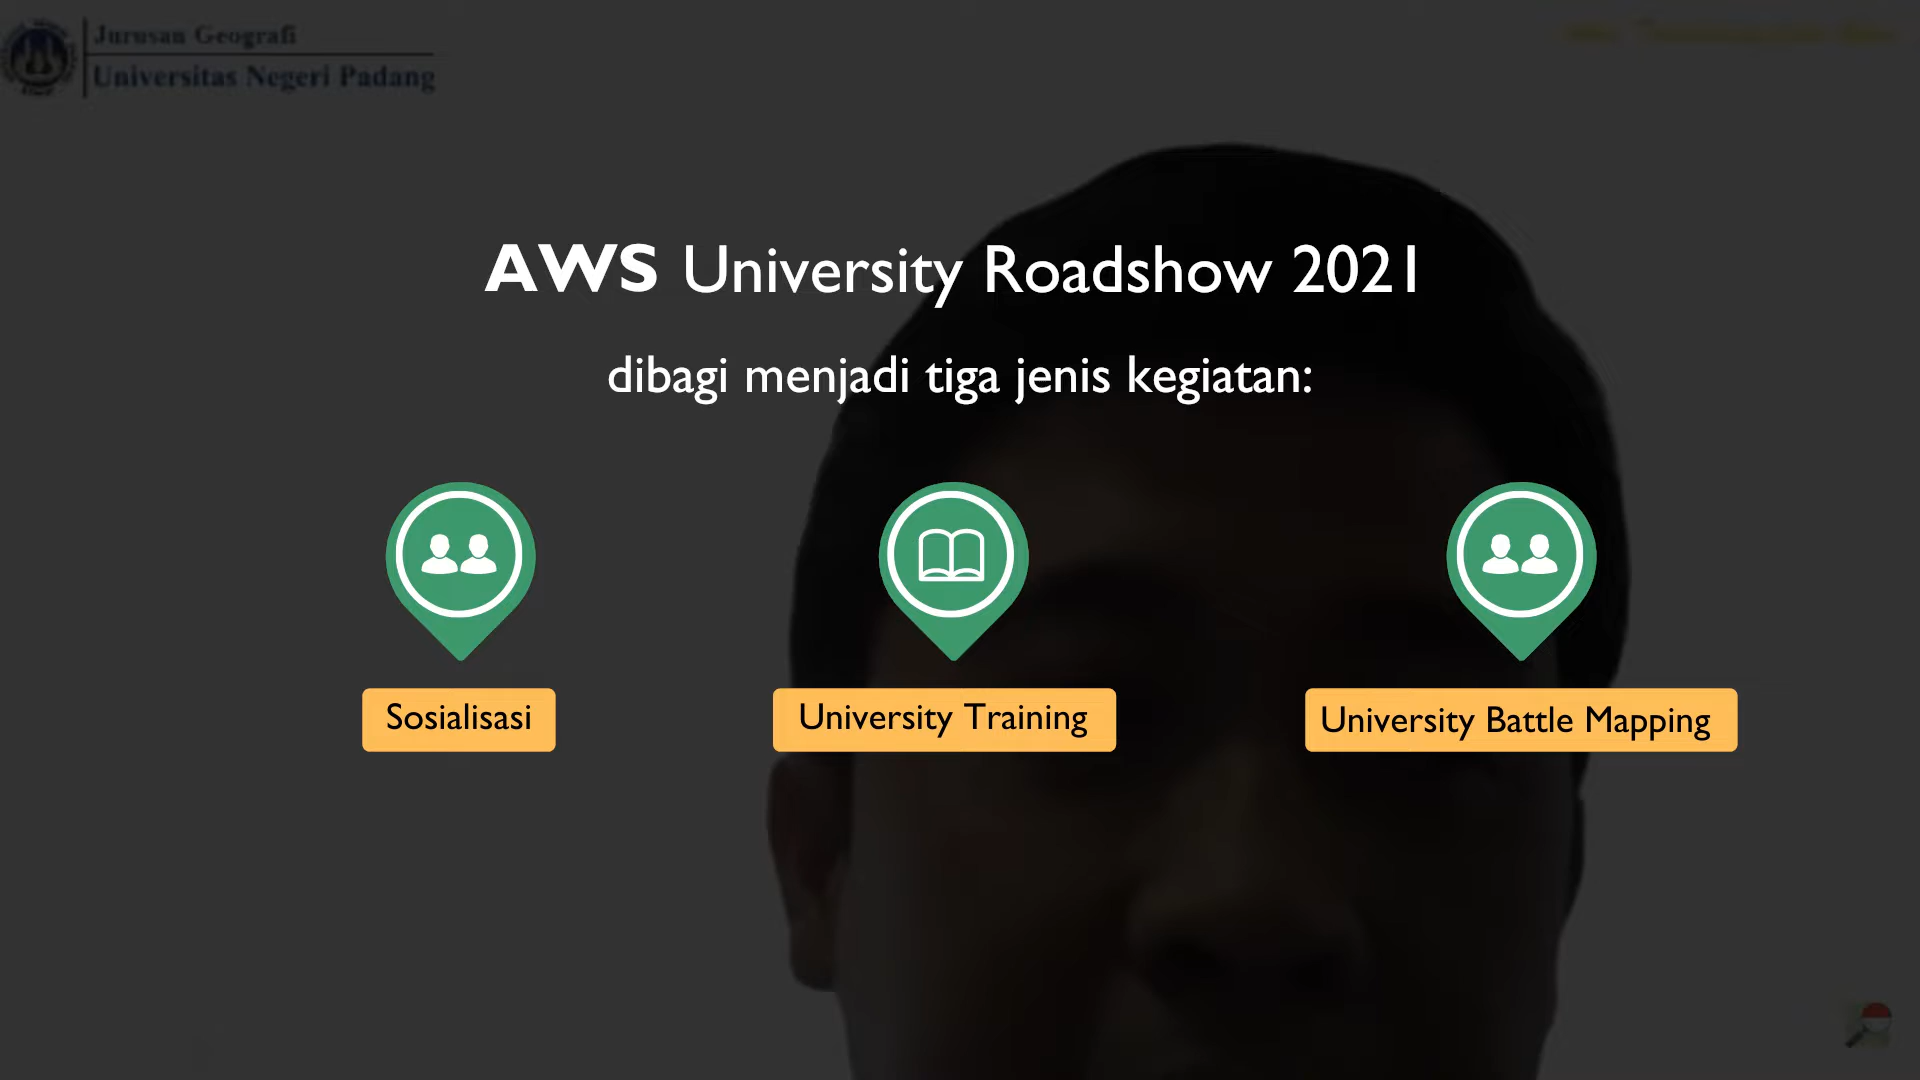 Jurusan Geografi
Universitas Negeri Padang
AWS University Roadshow 2021
dibagi menjadi tiga jenis kegiatan:
Sosialisasi
University Training
University Battle Mapping